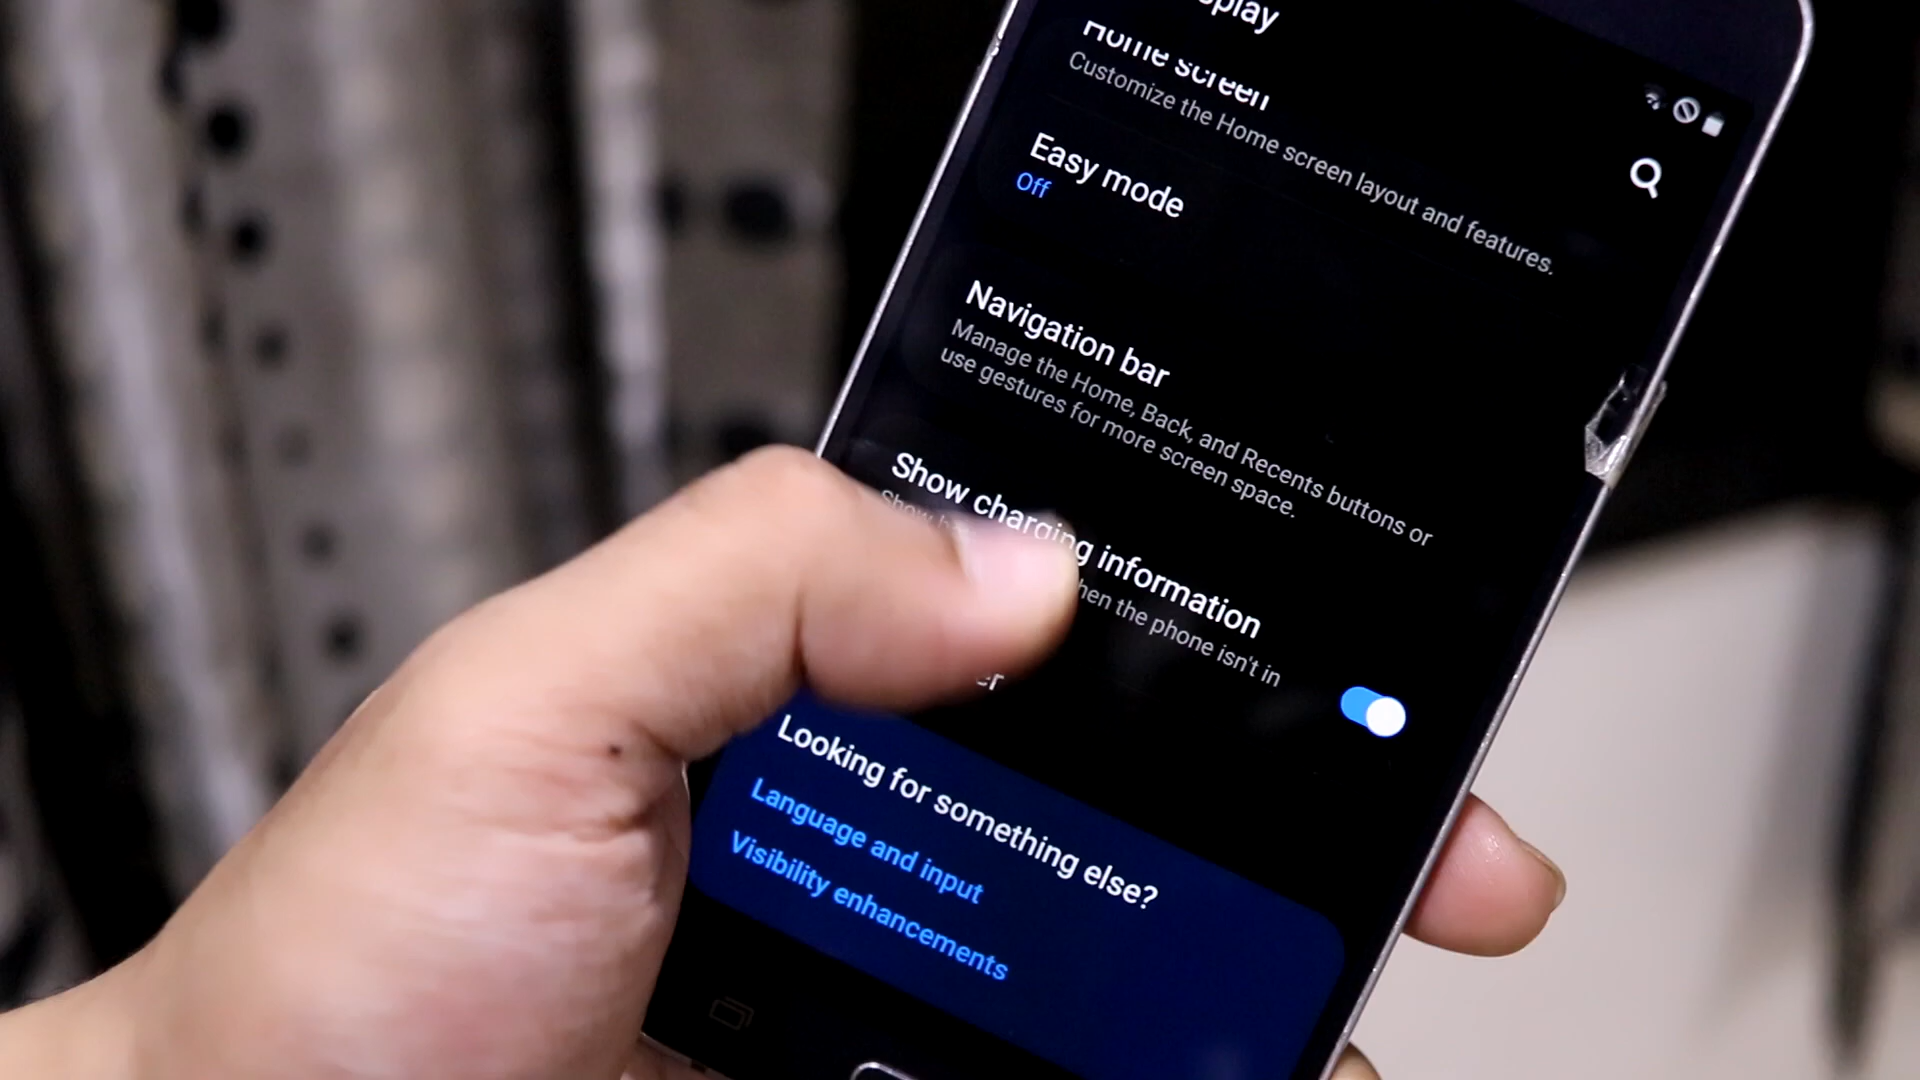 Home screen
Customize the Home screen layout and features.
Easy mode
Off
Navigation bar
Manage the Home, Back, and Recents buttons or
use gestures for more screen space.
Show charging information
Show hen the phone isn't in
Looking for something else?
Language and input
Visibility enhancements